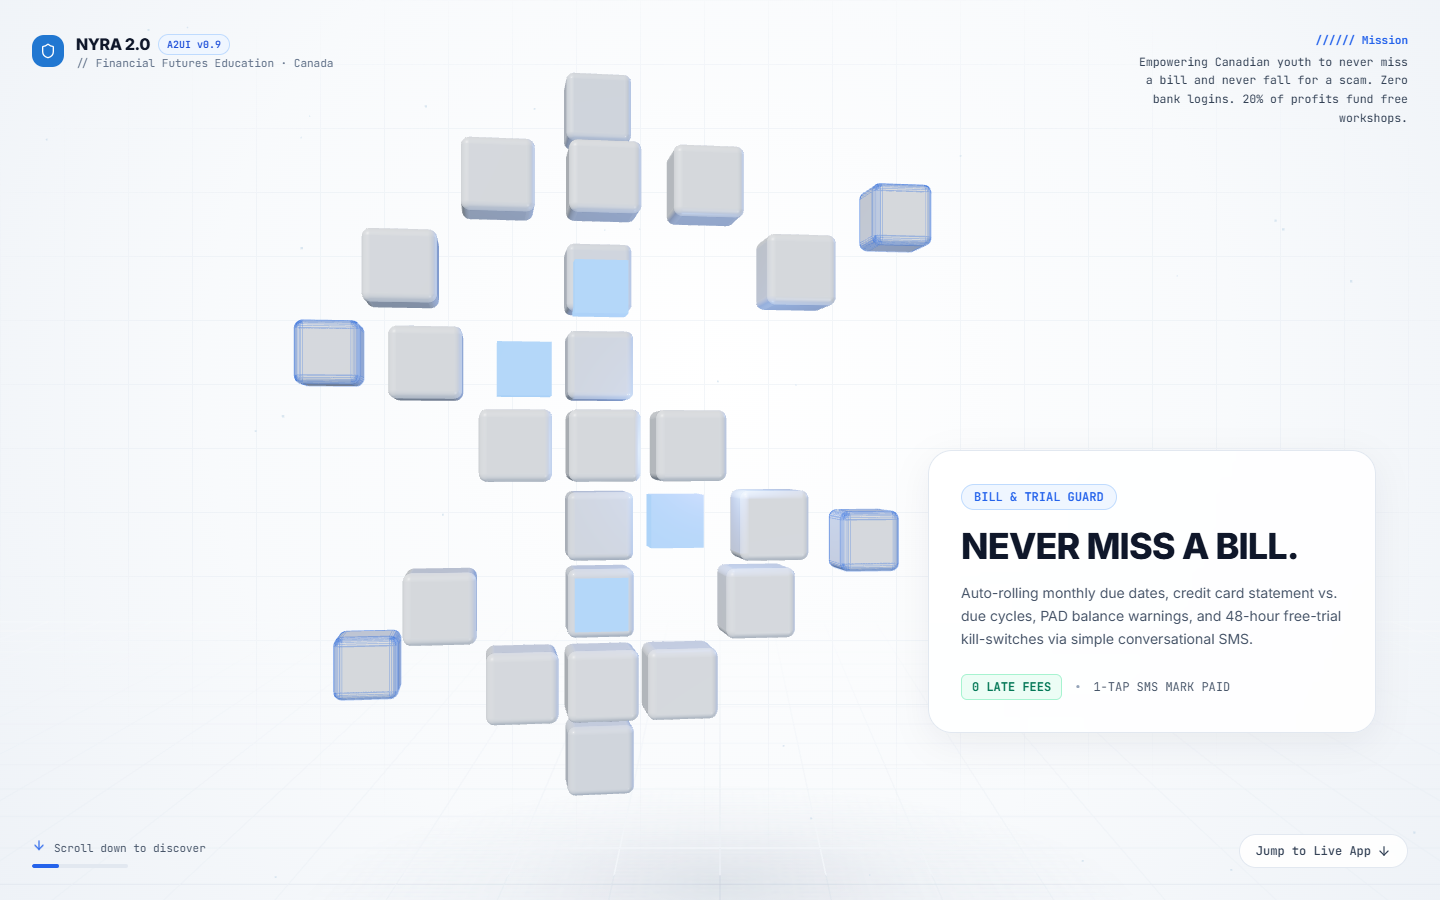 NYRA 2.0
A2UI v0.9
// Financial Futures Education · Canada
////// Mission
Empowering Canadian youth to never miss
a bill and never fall for a scam. Zero
bank logins. 20% of profits fund free
workshops.
BILL & TRIAL GUARD
NEVER MISS A BILL.
Auto-rolling monthly due dates, credit card statement vs.
due cycles, PAD balance warnings, and 48-hour free-trial
kill-switches via simple conversational SMS.
0 LATE FEES • 1-TAP SMS MARK PAID
Scroll down to discover
Jump to Live App ↓